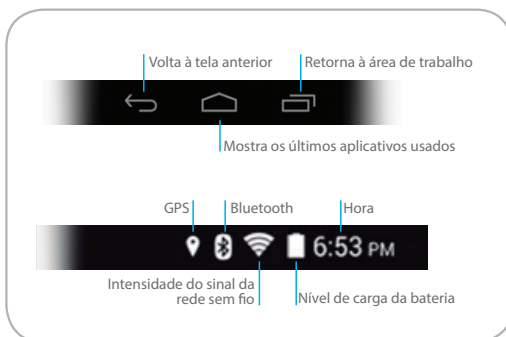 Volta à tela anterior
Retorna à área de trabalho
Mostra os últimos aplicativos usados
GPS
Bluetooth
Hora
6:53 PM
Intensidade do sinal da
rede sem fio
Nível de carga da bateria